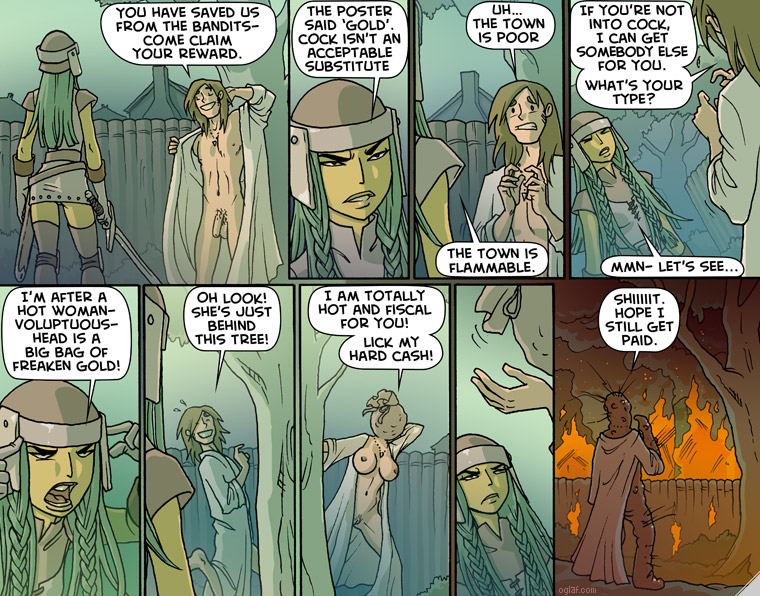 YOU HAVE SAVED US
FROM THE BANDITS–
COME CLAIM
YOUR REWARD.
THE POSTER
SAID 'GOLD'.
COCK ISN'T AN
ACCEPTABLE
SUBSTITUTE
UH...
THE TOWN
IS POOR
THE TOWN IS
FLAMMABLE.
IF YOU'RE NOT
INTO COCK,
I CAN GET
SOMEBODY ELSE
FOR YOU.
WHAT'S YOUR
TYPE?
MMN– LET'S SEE...
I'M AFTER A
HOT WOMAN–
VOLUPTUOUS–
HEAD IS A
BIG BAG OF
FREAKEN GOLD!
OH LOOK!
SHE'S JUST
BEHIND
THIS TREE!
I AM TOTALLY
HOT AND FISCAL
FOR YOU!
LICK MY
HARD CASH!
SHIIIIIT.
HOPE I
STILL GET
PAID.
oglaf.com